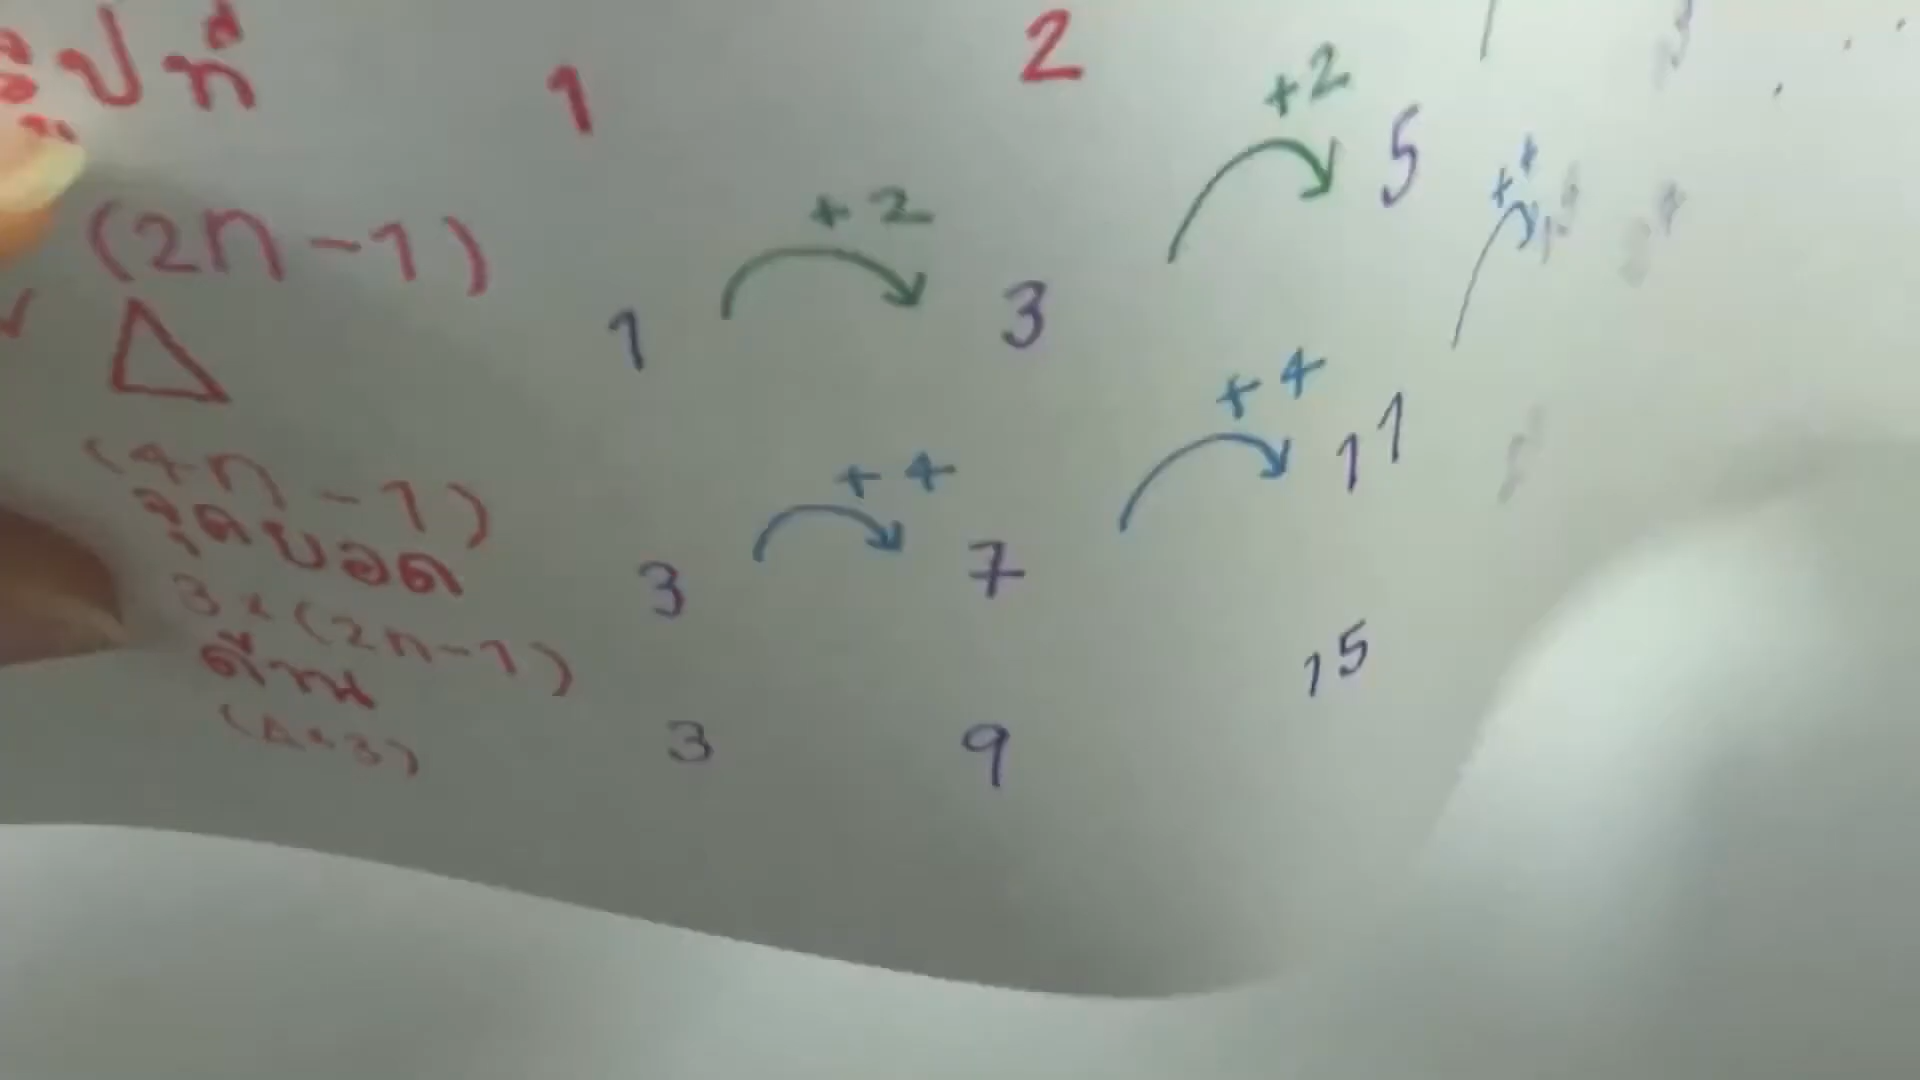 รูปที่ 1 2
(2n-1)
+2 +2
△ 1 3 5
(4n-1)
+4 +4 +4
จุดยอด 3 7 11
3×(2n-1)
ด้าน 3 9 15
(△×3)